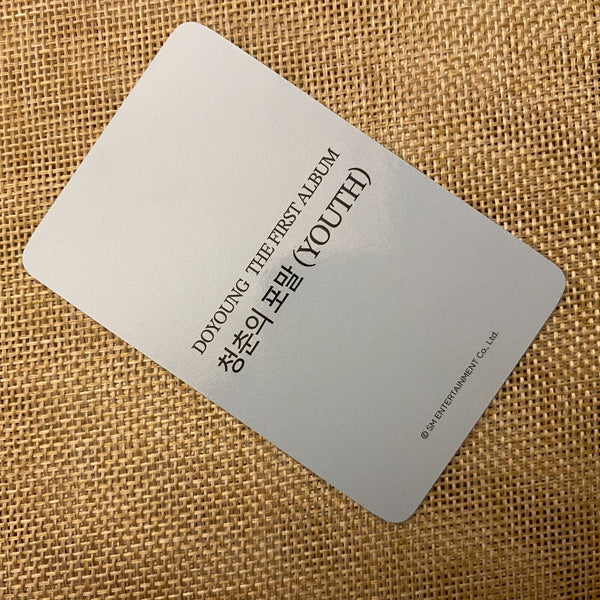 DOYOUNG THE FIRST ALBUM
청춘의 포말 (YOUTH)
© SM ENTERTAINMENT Co., Ltd.